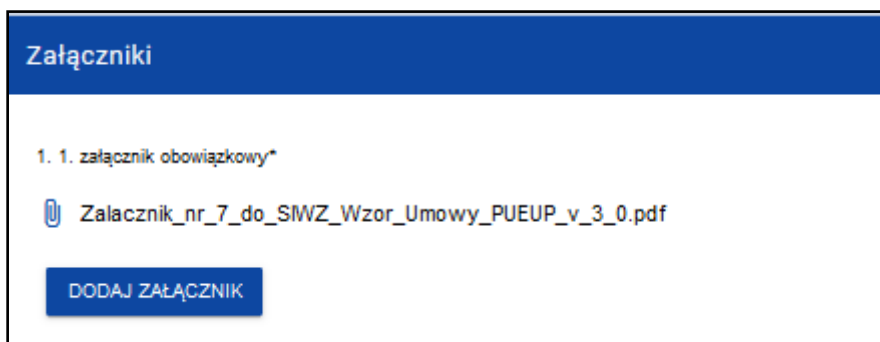 Załączniki
1. 1. załącznik obowiązkowy*
Zalacznik_nr_7_do_SIWZ_Wzor_Umowy_PUEUP_v_3_0.pdf
DODAJ ZAŁĄCZNIK